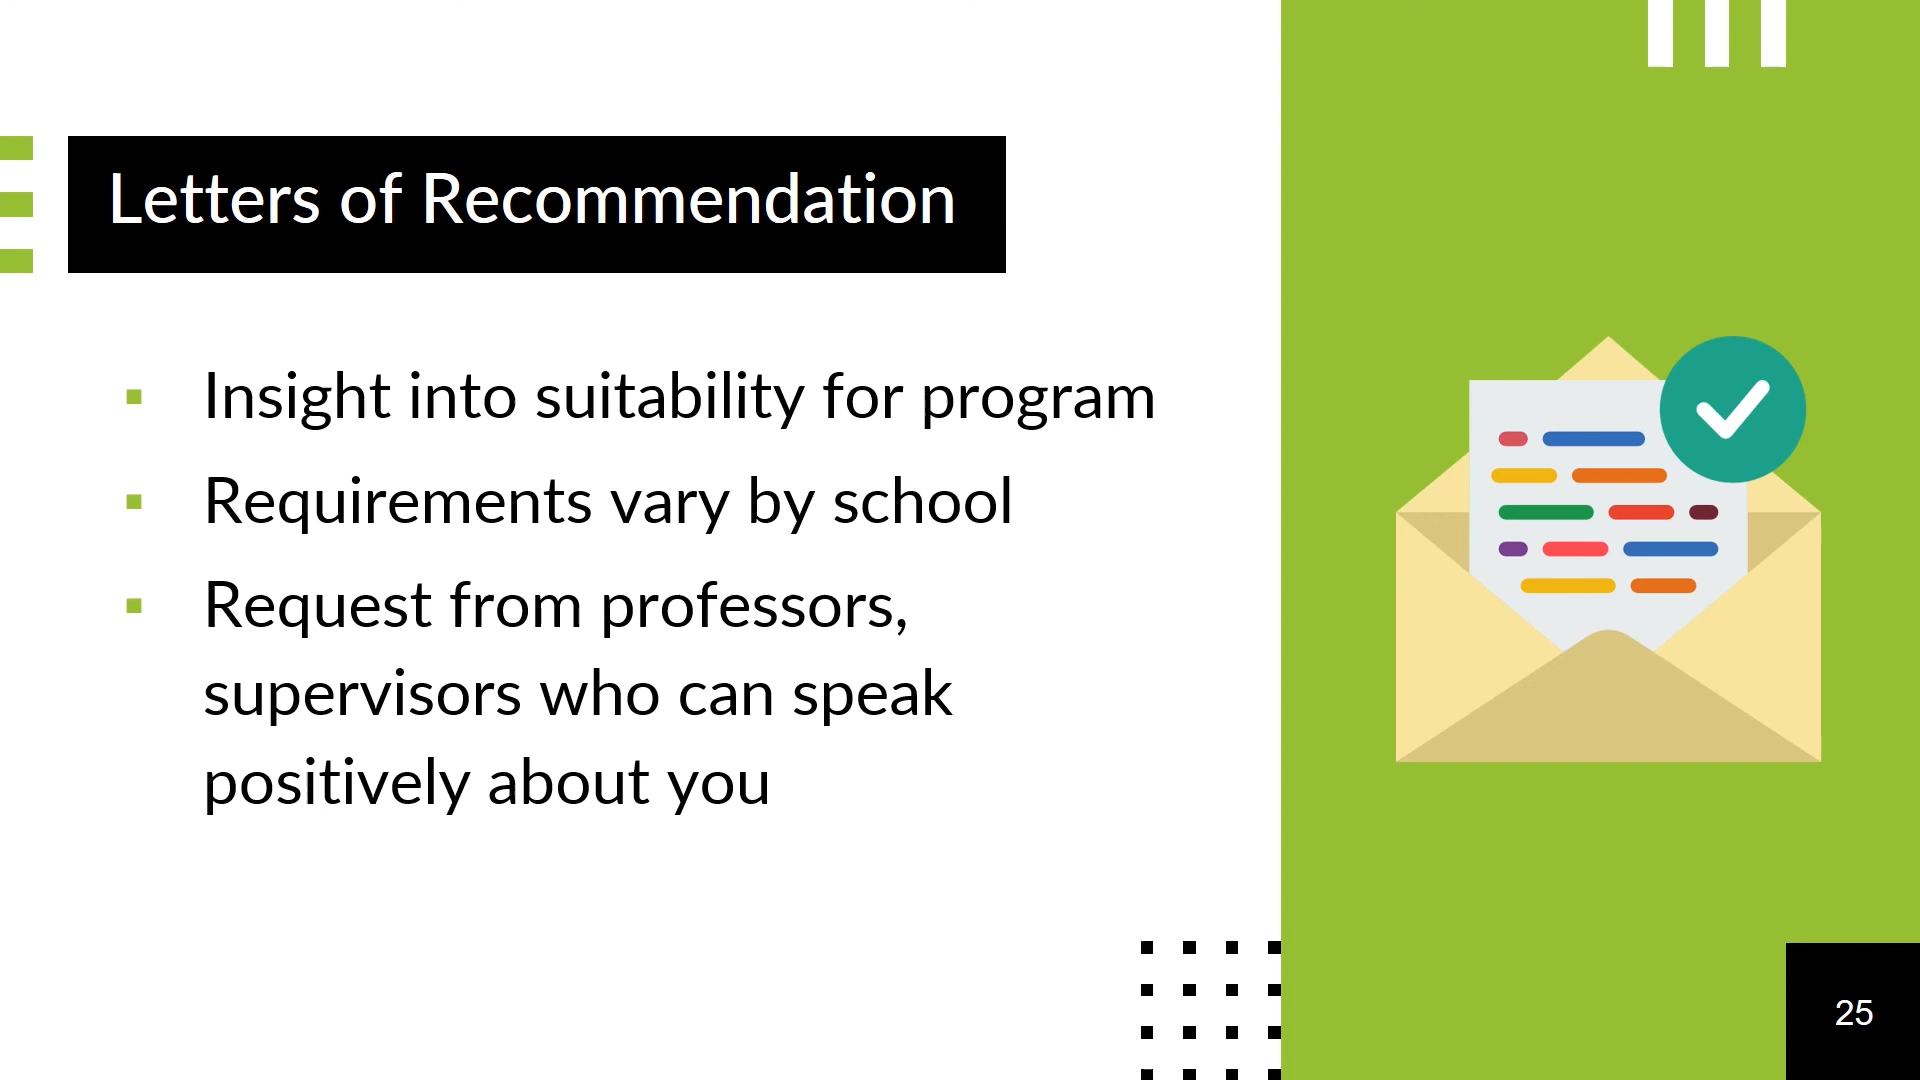 Letters of Recommendation
▪ Insight into suitability for program
▪ Requirements vary by school
▪ Request from professors,
supervisors who can speak
positively about you
25